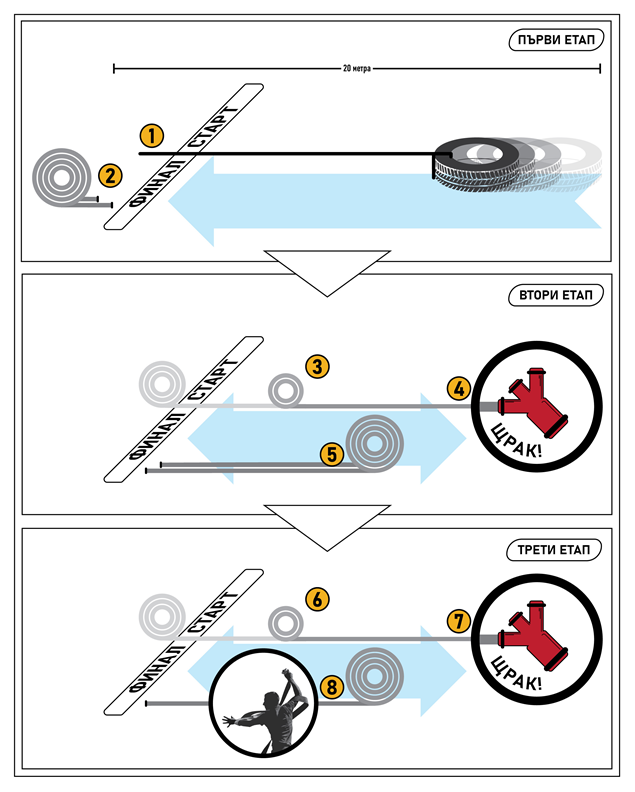 ПЪРВИ ЕТАП
20 метра
1
2
ФИНАЛ СТАРТ
ВТОРИ ЕТАП
3
4
5
ФИНАЛ СТАРТ
ЩРАК!
ТРЕТИ ЕТАП
6
7
8
ФИНАЛ СТАРТ
ЩРАК!